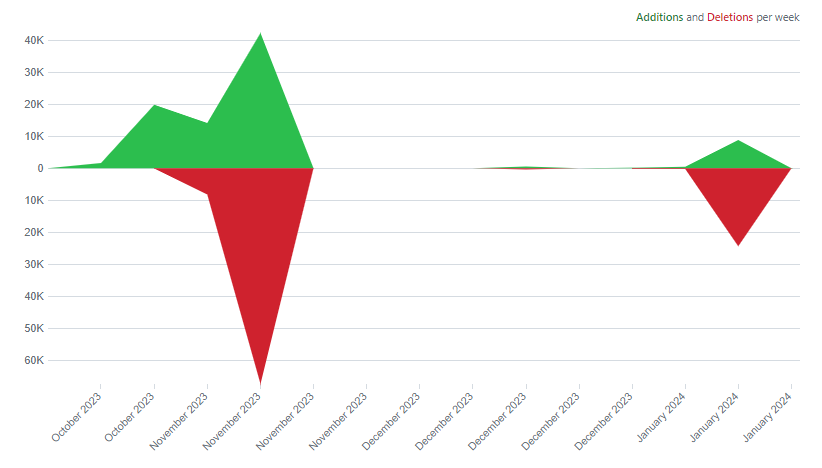 Additions and Deletions per week
40K
30K
20K
10K
0
10K
20K
30K
40K
50K
60K
October 2023
October 2023
November 2023
November 2023
November 2023
November 2023
December 2023
December 2023
December 2023
December 2023
December 2023
January 2024
January 2024
January 2024